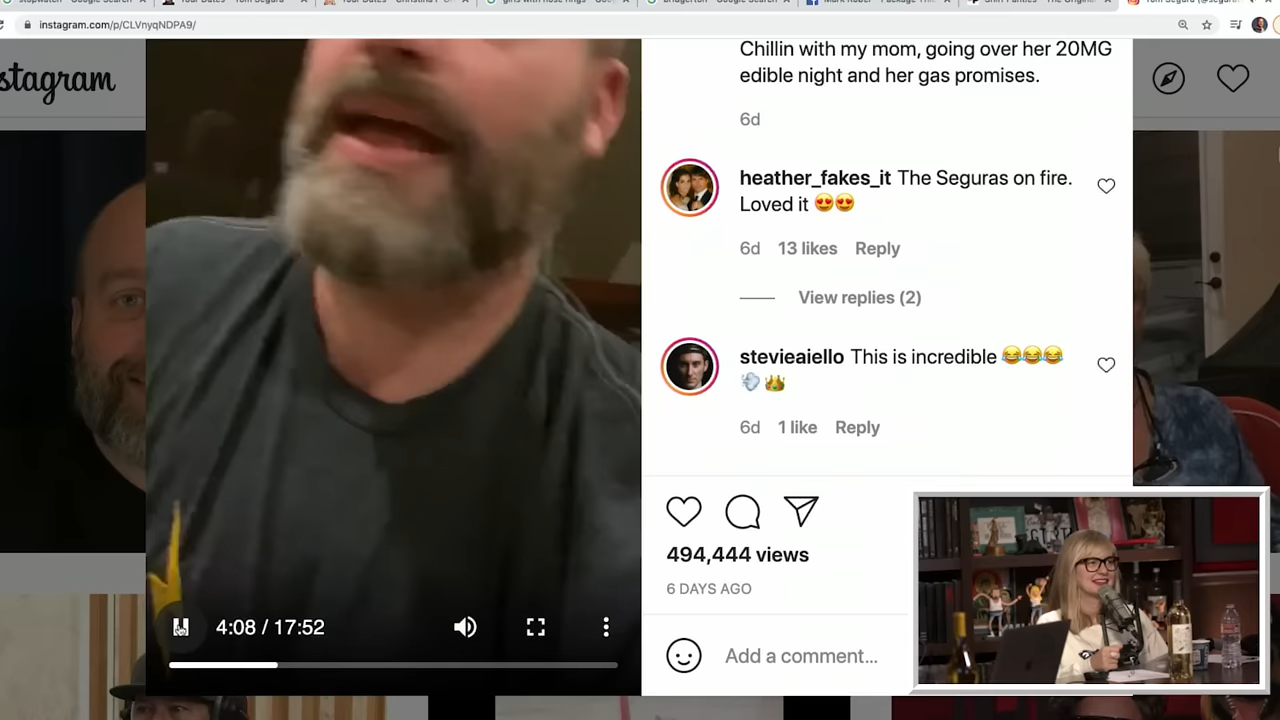 instagram.com/p/CLVnyqNDPA9/
stagram
Chillin with my mom, going over her 20MG
edible night and her gas promises.
6d
heather_fakes_it The Seguras on fire.
Loved it 😍😍
6d 13 likes Reply
View replies (2)
stevieaiello This is incredible 😂😂😂
💨👑
6d 1 like Reply
494,444 views
6 DAYS AGO
4:08 / 17:52
Add a comment...